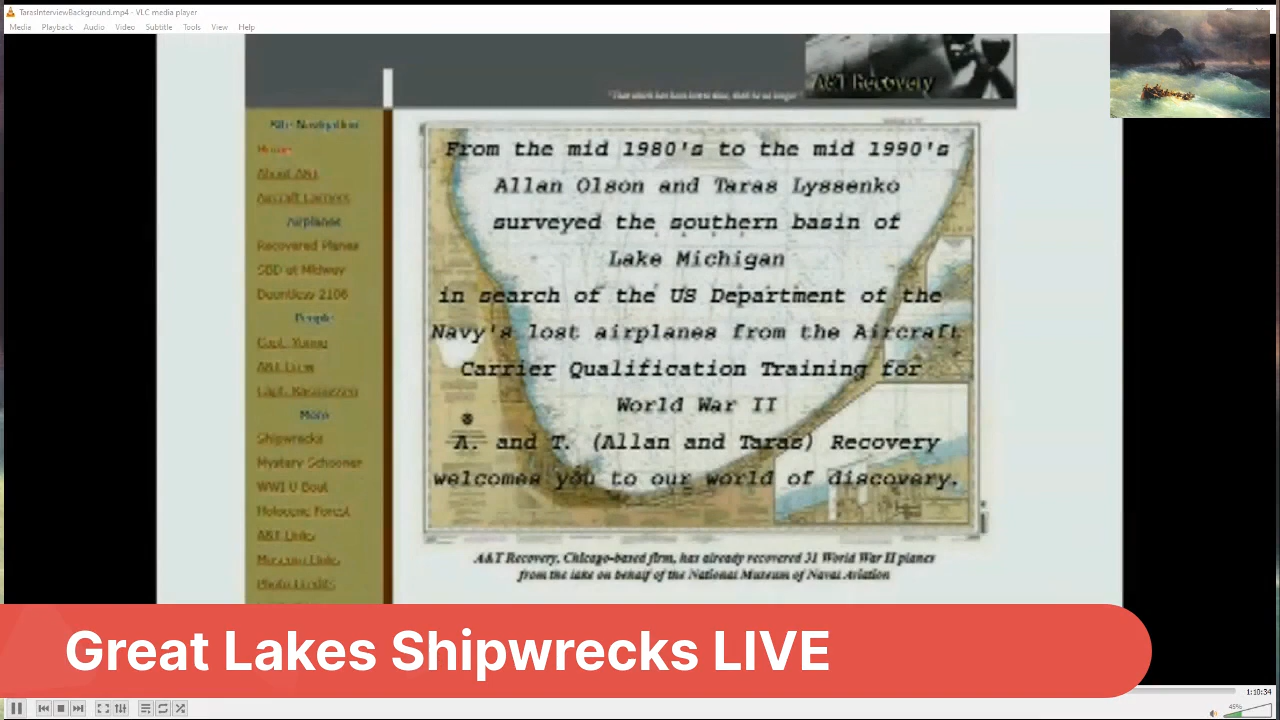 TarasInterviewBackground.mp4 - VLC media player
Media Playback Audio Video Subtitle Tools View Help
A&T Recovery
Site Navigation
Home
About A&T
Aircraft Carriers
Airplanes
Recovered Planes
SBD at Midway
Dauntless 2106
People
Capt. Young
A&T Crew
Capt. Rasmussen
More
Shipwrecks
Mystery Schooner
WWI U Boat
Holocene Forest
A&T Links
Museum Links
Photo Credits
From the mid 1980's to the mid 1990's
Allan Olson and Taras Lyssenko
surveyed the southern basin of
Lake Michigan
in search of the US Department of the
Navy's lost airplanes from the Aircraft
Carrier Qualification Training for
World War II
A. and T. (Allan and Taras) Recovery
welcomes you to our world of discovery.
A&T Recovery, Chicago-based firm, has already recovered 31 World War II planes
from the lake on behalf of the National Museum of Naval Aviation
Great Lakes Shipwrecks LIVE
1:10:34
45%